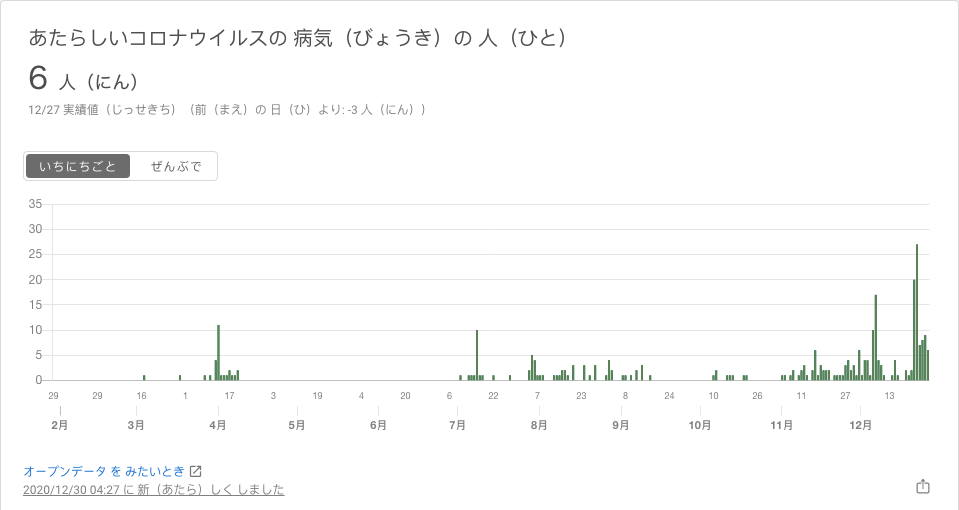 あたらしいコロナウイルスの 病気（びょうき）の 人（ひと）
6 人（にん）
12/27 実績値（じっせきち）（前（まえ）の 日（ひ）より: -3 人（にん））
いちにちごと ぜんぶで
35
30
25
20
15
10
5
0
29 29 16 1 17 3 19 4 20 6 22 7 23 8 24 10 26 11 27 13
2月 3月 4月 5月 6月 7月 8月 9月 10月 11月 12月
オープンデータ を みたいとき
2020/12/30 04:27 に 新（あたら）しく しました